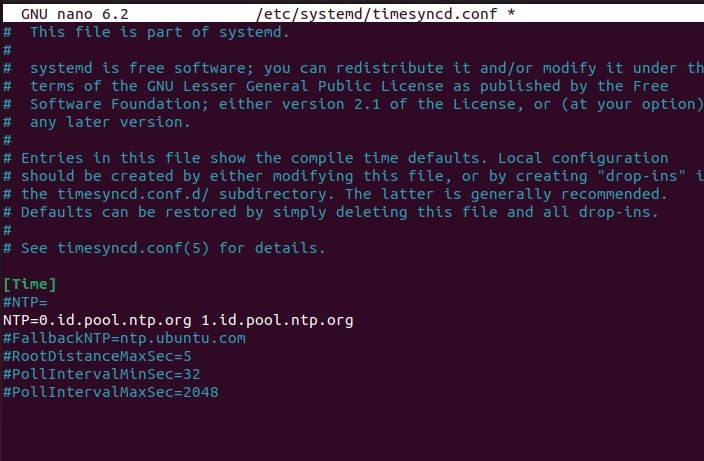 GNU nano 6.2 /etc/systemd/timesyncd.conf *
#  This file is part of systemd.
#
#  systemd is free software; you can redistribute it and/or modify it under th
#  terms of the GNU Lesser General Public License as published by the Free
#  Software Foundation; either version 2.1 of the License, or (at your option)
#  any later version.
#
# Entries in this file show the compile time defaults. Local configuration
# should be created by either modifying this file, or by creating "drop-ins" i
# the timesyncd.conf.d/ subdirectory. The latter is generally recommended.
# Defaults can be restored by simply deleting this file and all drop-ins.
#
# See timesyncd.conf(5) for details.
[Time]
#NTP=
NTP=0.id.pool.ntp.org 1.id.pool.ntp.org
#FallbackNTP=ntp.ubuntu.com
#RootDistanceMaxSec=5
#PollIntervalMinSec=32
#PollIntervalMaxSec=2048